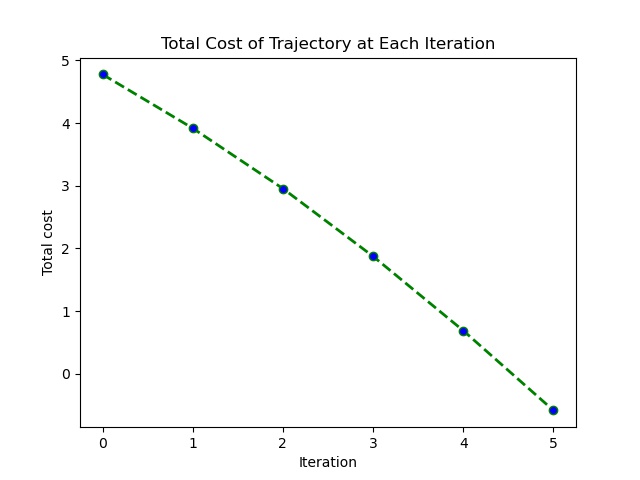 Total Cost of Trajectory at Each Iteration
5
4
3
2
1
0
Total cost
0 1 2 3 4 5
Iteration